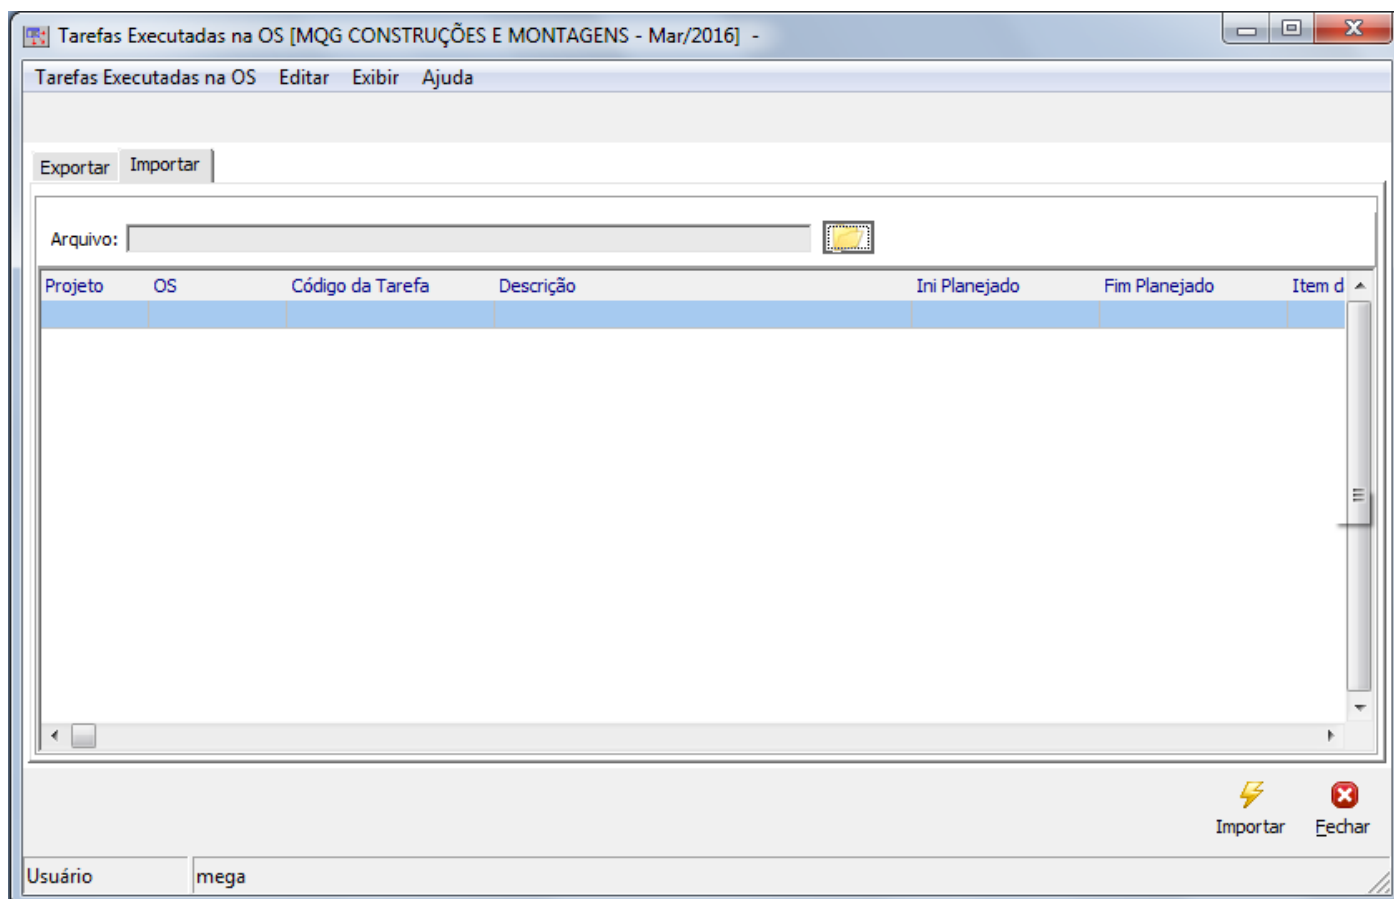 Tarefas Executadas na OS [MQG CONSTRUÇÕES E MONTAGENS - Mar/2016] -
Tarefas Executadas na OS Editar Exibir Ajuda
Exportar Importar
Arquivo:
Projeto OS Código da Tarefa Descrição Ini Planejado Fim Planejado Item d
Importar Fechar
Usuário mega